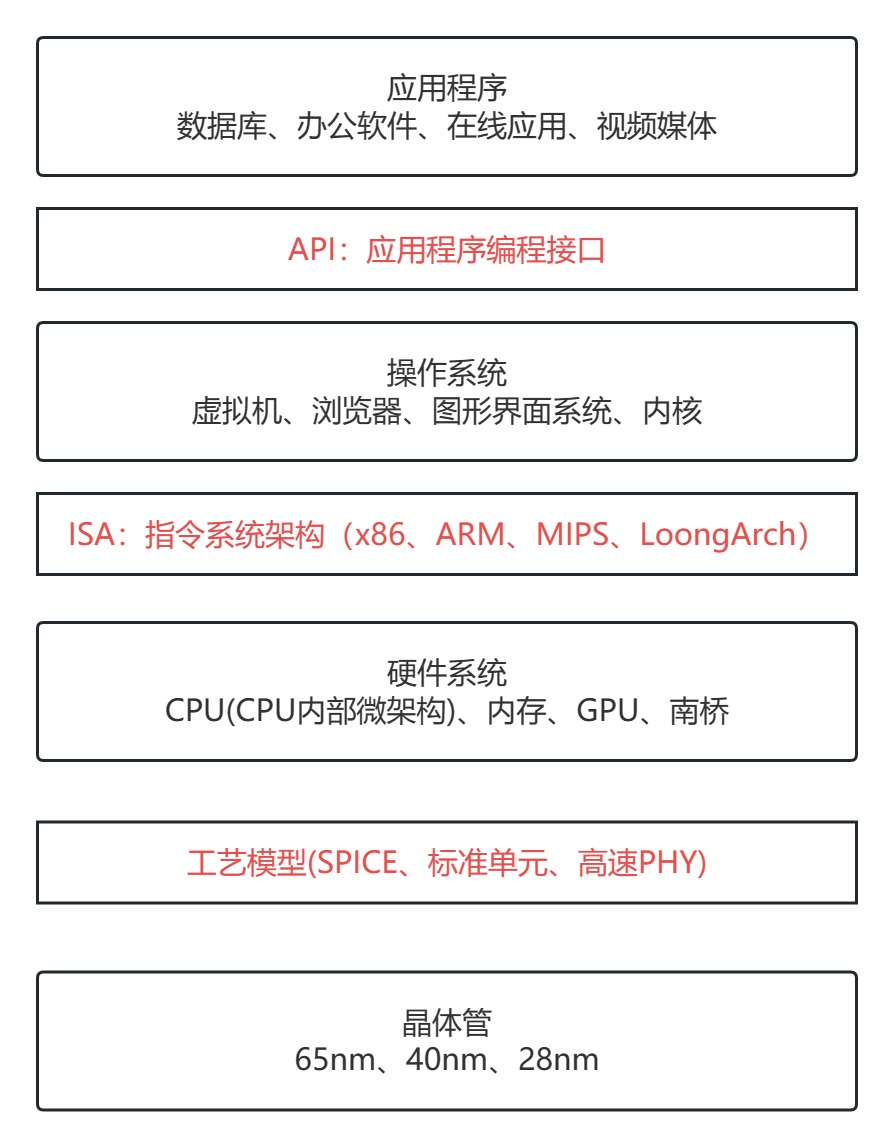 应用程序
数据库、办公软件、在线应用、视频媒体
API：应用程序编程接口
操作系统
虚拟机、浏览器、图形界面系统、内核
ISA：指令系统架构（x86、ARM、MIPS、LoongArch）
硬件系统
CPU(CPU内部微架构)、内存、GPU、南桥
工艺模型(SPICE、标准单元、高速PHY)
晶体管
65nm、40nm、28nm